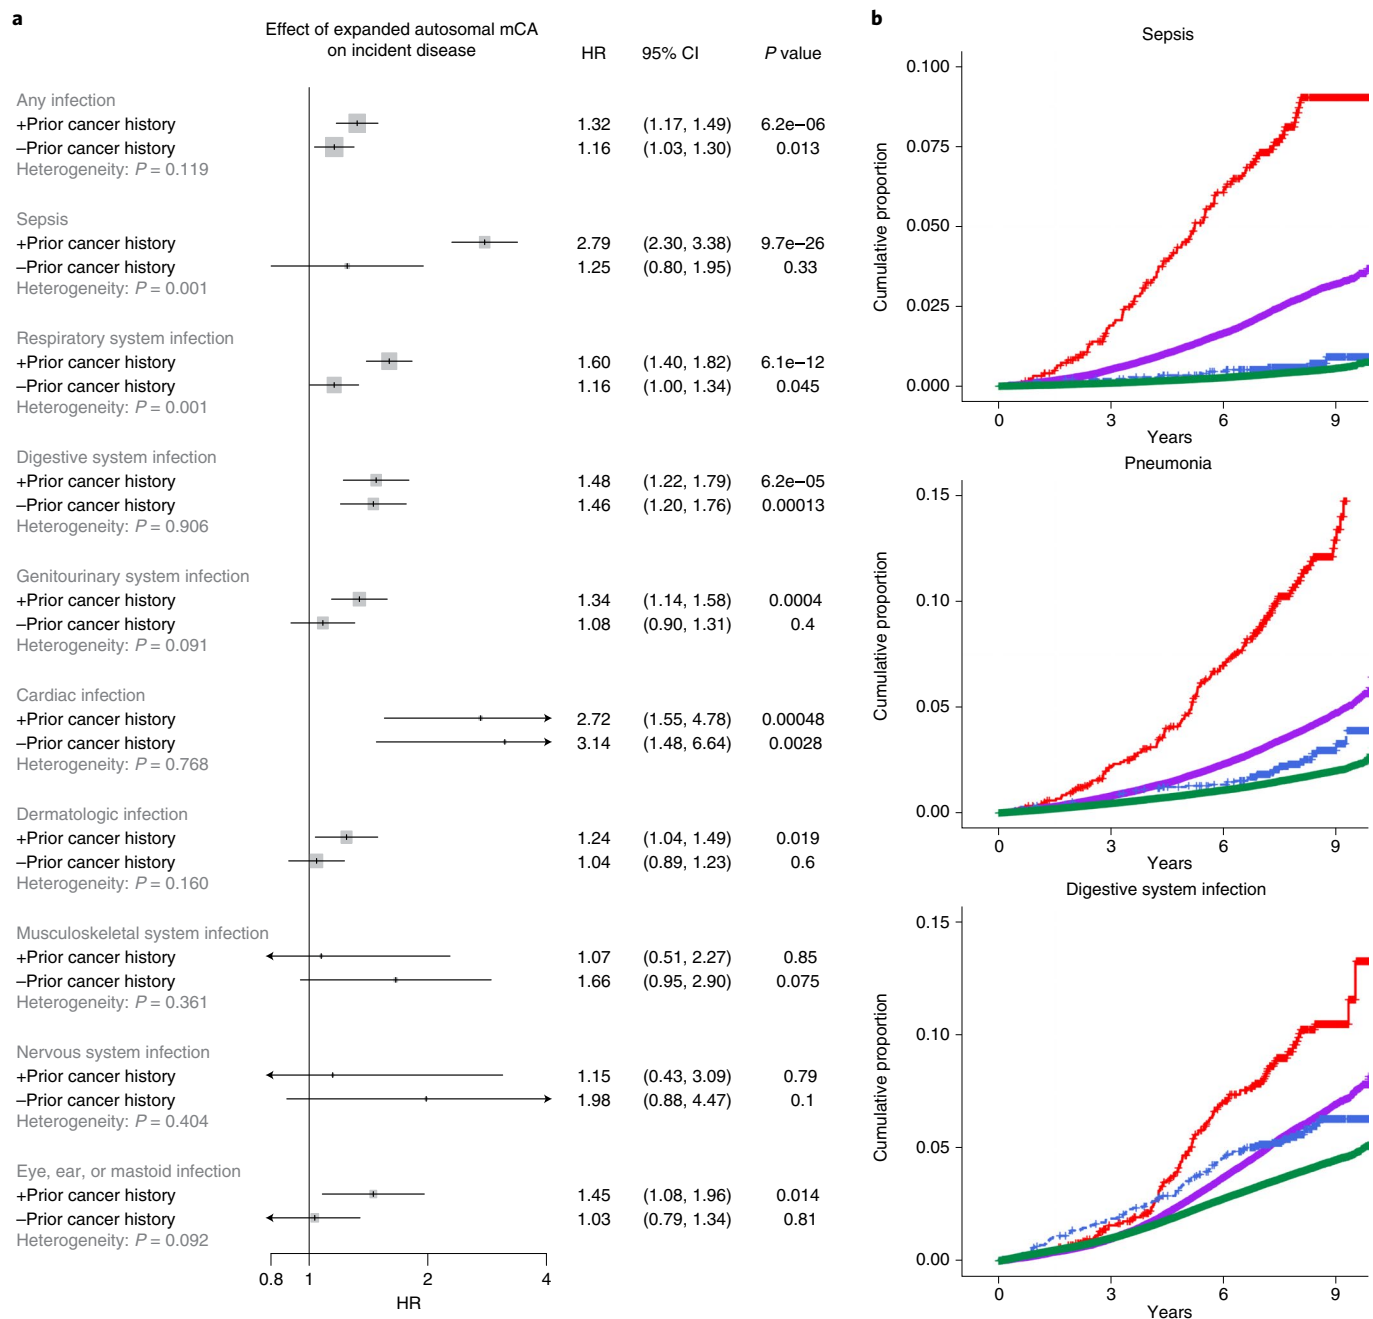 a
Effect of expanded autosomal mCA
on incident disease
HR 95% CI P value
Any infection
+Prior cancer history 1.32 (1.17, 1.49) 6.2e−06
−Prior cancer history 1.16 (1.03, 1.30) 0.013
Heterogeneity: P = 0.119
Sepsis
+Prior cancer history 2.79 (2.30, 3.38) 9.7e−26
−Prior cancer history 1.25 (0.80, 1.95) 0.33
Heterogeneity: P = 0.001
Respiratory system infection
+Prior cancer history 1.60 (1.40, 1.82) 6.1e−12
−Prior cancer history 1.16 (1.00, 1.34) 0.045
Heterogeneity: P = 0.001
Digestive system infection
+Prior cancer history 1.48 (1.22, 1.79) 6.2e−05
−Prior cancer history 1.46 (1.20, 1.76) 0.00013
Heterogeneity: P = 0.906
Genitourinary system infection
+Prior cancer history 1.34 (1.14, 1.58) 0.0004
−Prior cancer history 1.08 (0.90, 1.31) 0.4
Heterogeneity: P = 0.091
Cardiac infection
+Prior cancer history 2.72 (1.55, 4.78) 0.00048
−Prior cancer history 3.14 (1.48, 6.64) 0.0028
Heterogeneity: P = 0.768
Dermatologic infection
+Prior cancer history 1.24 (1.04, 1.49) 0.019
−Prior cancer history 1.04 (0.89, 1.23) 0.6
Heterogeneity: P = 0.160
Musculoskeletal system infection
+Prior cancer history 1.07 (0.51, 2.27) 0.85
−Prior cancer history 1.66 (0.95, 2.90) 0.075
Heterogeneity: P = 0.361
Nervous system infection
+Prior cancer history 1.15 (0.43, 3.09) 0.79
−Prior cancer history 1.98 (0.88, 4.47) 0.1
Heterogeneity: P = 0.404
Eye, ear, or mastoid infection
+Prior cancer history 1.45 (1.08, 1.96) 0.014
−Prior cancer history 1.03 (0.79, 1.34) 0.81
Heterogeneity: P = 0.092
0.8 1 2 4
HR
b
Sepsis
Cumulative proportion
0.100
0.075
0.050
0.025
0.000
0 3 6 9
Years
Pneumonia
Cumulative proportion
0.15
0.10
0.05
0.00
0 3 6 9
Years
Digestive system infection
Cumulative proportion
0.15
0.10
0.05
0.00
0 3 6 9
Years